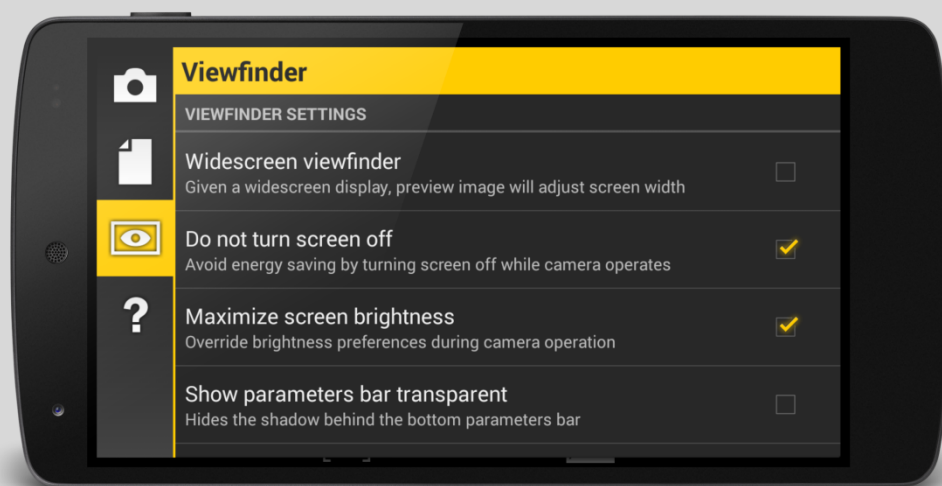 Viewfinder
VIEWFINDER SETTINGS
Widescreen viewfinder
Given a widescreen display, preview image will adjust screen width
Do not turn screen off
Avoid energy saving by turning screen off while camera operates
Maximize screen brightness
Override brightness preferences during camera operation
Show parameters bar transparent
Hides the shadow behind the bottom parameters bar